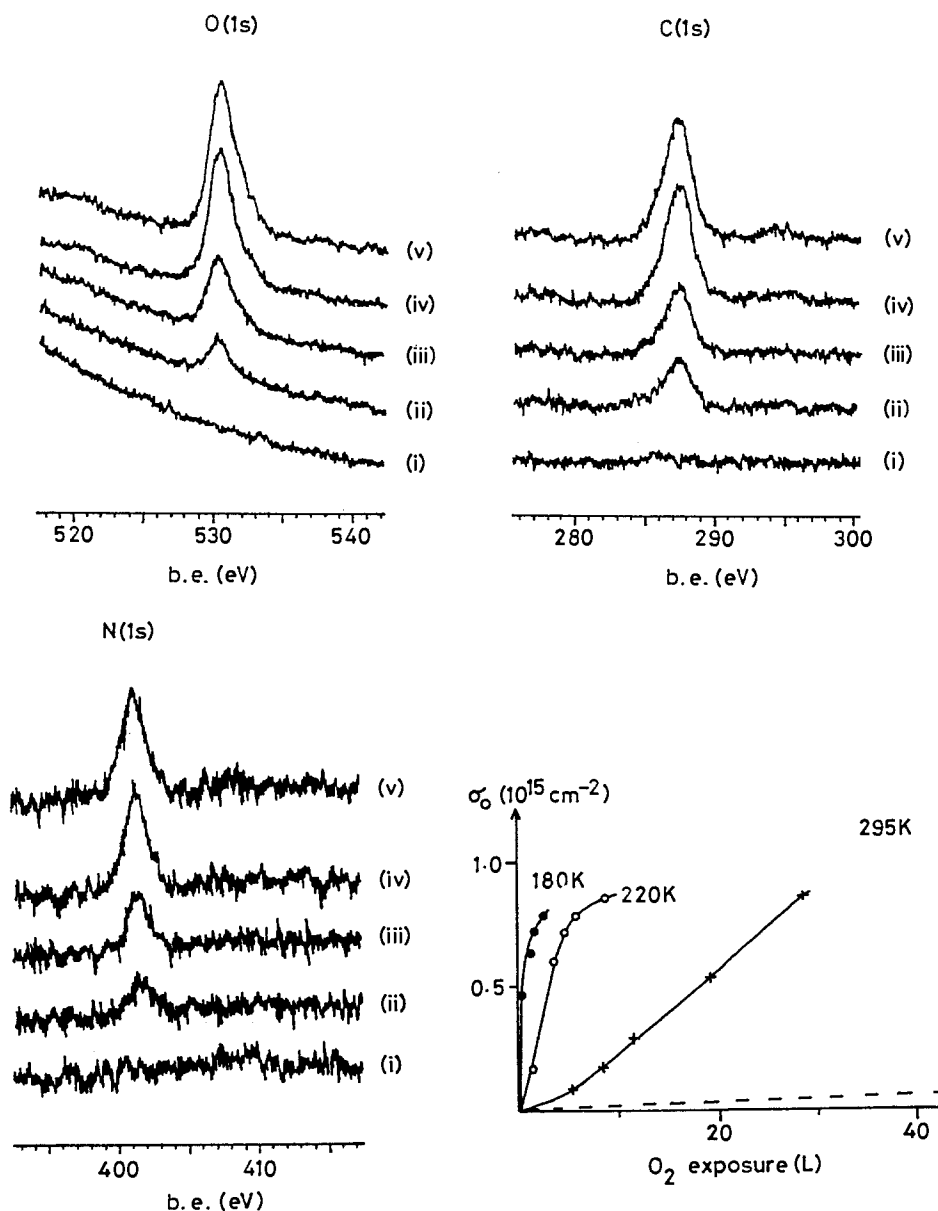 O(1s)
(v)
(iv)
(iii)
(ii)
(i)
520 530 540
b.e. (eV)
C(1s)
(v)
(iv)
(iii)
(ii)
(i)
280 290 300
b.e. (eV)
N(1s)
(v)
(iv)
(iii)
(ii)
(i)
400 410
b.e. (eV)
σ₀ (10¹⁵ cm⁻²)
295K
1.0
180K
220K
0.5
20 40
O₂ exposure (L)